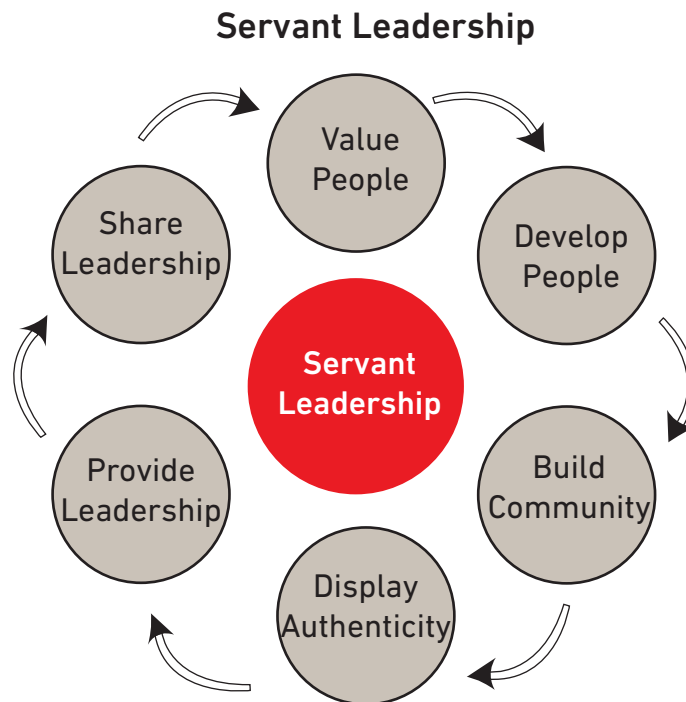 Servant Leadership
Value
People
Develop
People
Build
Community
Display
Authenticity
Provide
Leadership
Share
Leadership
Servant
Leadership